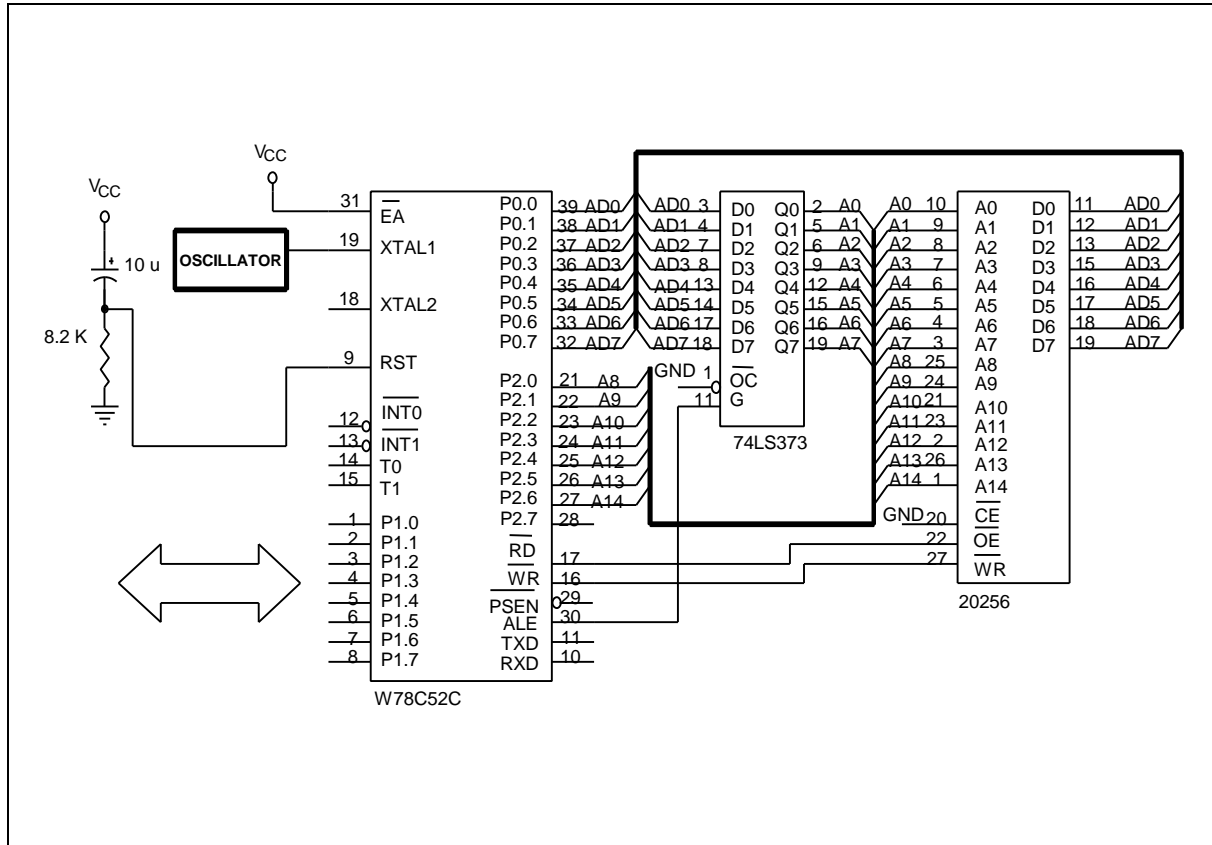 VCC
VCC
10 u
8.2 K
OSCILLATOR
31 EA
19 XTAL1
18 XTAL2
9 RST
12 INT0
13 INT1
14 T0
15 T1
1 P1.0
2 P1.1
3 P1.2
4 P1.3
5 P1.4
6 P1.5
7 P1.6
8 P1.7
P0.0 39 AD0
P0.1 38 AD1
P0.2 37 AD2
P0.3 36 AD3
P0.4 35 AD4
P0.5 34 AD5
P0.6 33 AD6
P0.7 32 AD7
P2.0 21 A8
P2.1 22 A9
P2.2 23 A10
P2.3 24 A11
P2.4 25 A12
P2.5 26 A13
P2.6 27 A14
P2.7 28
RD 17
WR 16
PSEN 29
ALE 30
TXD 11
RXD 10
W78C52C
AD0 3 D0 Q0 2 A0
AD1 4 D1 Q1 5 A1
AD2 7 D2 Q2 6 A2
AD3 8 D3 Q3 9 A3
AD4 13 D4 Q4 12 A4
AD5 14 D5 Q5 15 A5
AD6 17 D6 Q6 16 A6
AD7 18 D7 Q7 19 A7
GND 1 OC
11 G
74LS373
A0 10 A0 D0 11 AD0
A1 9 A1 D1 12 AD1
A2 8 A2 D2 13 AD2
A3 7 A3 D3 15 AD3
A4 6 A4 D4 16 AD4
A5 5 A5 D5 17 AD5
A6 4 A6 D6 18 AD6
A7 3 A7 D7 19 AD7
A8 25 A8
A9 24 A9
A10 21 A10
A11 23 A11
A12 2 A12
A13 26 A13
A14 1 A14
GND 20 CE
22 OE
27 WR
20256